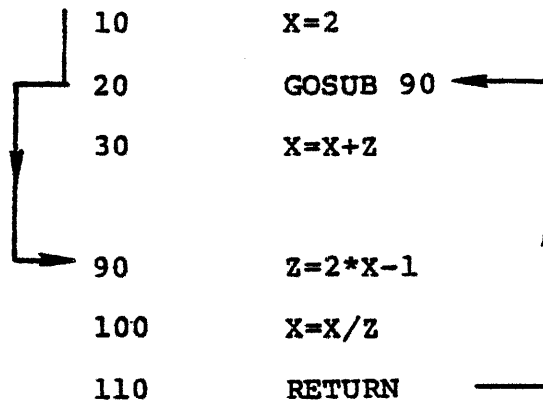 10 X=2
20 GOSUB 90
30 X=X+Z
90 Z=2*X-1
100 X=X/Z
110 RETURN